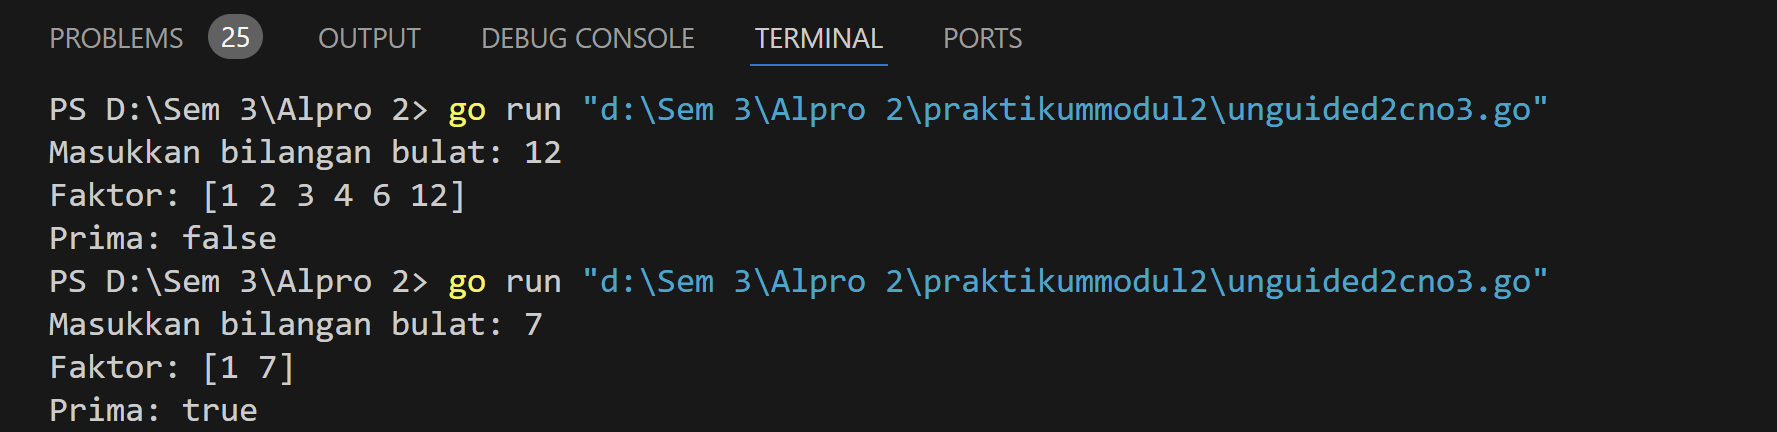 PROBLEMS 25 OUTPUT DEBUG CONSOLE TERMINAL PORTS
PS D:\Sem 3\Alpro 2> go run "d:\Sem 3\Alpro 2\praktikummodul2\unguided2cno3.go"
Masukkan bilangan bulat: 12
Faktor: [1 2 3 4 6 12]
Prima: false
PS D:\Sem 3\Alpro 2> go run "d:\Sem 3\Alpro 2\praktikummodul2\unguided2cno3.go"
Masukkan bilangan bulat: 7
Faktor: [1 7]
Prima: true